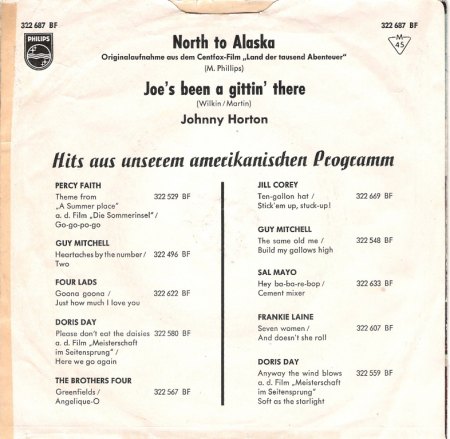 322 687 BF
322 687 BF
PHILIPS
M
45
North to Alaska
Originalaufnahme aus dem Centfox-Film „Land der tausend Abenteuer"
(M. Phillips)
Joe's been a gittin' there
(Wilkin/Martin)
Johnny Horton
Hits aus unserem amerikanischen Programm
PERCY FAITH
Theme from 322 529 BF
„A Summer place"
a. d. Film „Die Sommerinsel"/
Go-go-po-go
GUY MITCHELL
Heartaches by the number/ 322 496 BF
Two
FOUR LADS
Goona goona / 322 622 BF
Just how much I love you
DORIS DAY
Please don't eat the daisies 322 580 BF
a. d. Film „Meisterschaft
im Seitensprung" /
Here we go again
THE BROTHERS FOUR
Greenfields / 322 567 BF
Angelique-O
JILL COREY
Ten-gallon hat / 322 669 BF
Stick'em up, stuck-up!
GUY MITCHELL
The same old me / 322 548 BF
Build my gallows high
SAL MAYO
Hey ba-ba-re-bop / 322 633 BF
Cement mixer
FRANKIE LAINE
Seven women / 322 607 BF
And doesn't she roll
DORIS DAY
Anyway the wind blows 322 559 BF
a. d. Film „Meisterschaft
im Seitensprung"
Soft as the starlight